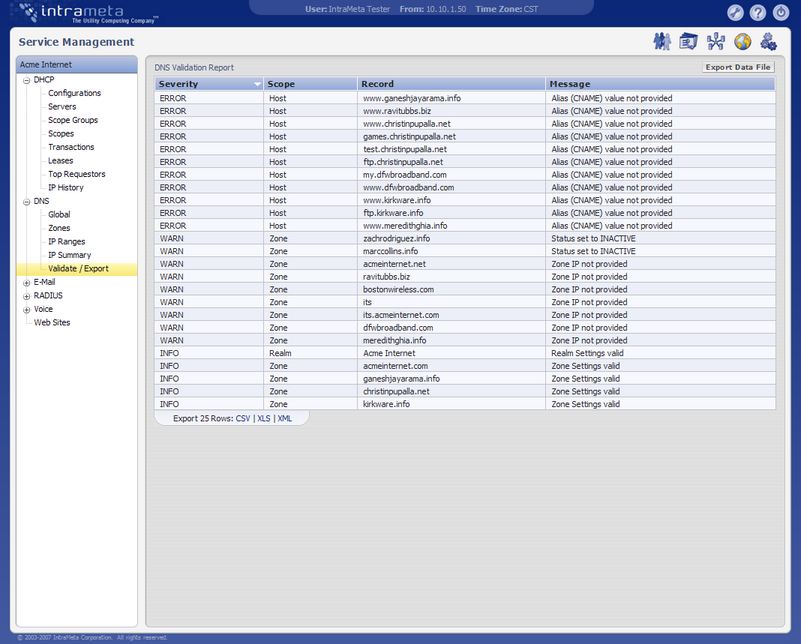 intrameta
The Utility Computing Company™
User: IntraMeta Tester From: 10.10.1.50 Time Zone: CST
Service Management
Acme Internet
DHCP
Configurations
Servers
Scope Groups
Scopes
Transactions
Leases
Top Requestors
IP History
DNS
Global
Zones
IP Ranges
IP Summary
Validate / Export
E-Mail
RADIUS
Voice
Web Sites
DNS Validation Report
Export Data File
Severity Scope Record Message
ERROR Host www.ganeshjayarama.info Alias (CNAME) value not provided
ERROR Host www.ravitubbs.biz Alias (CNAME) value not provided
ERROR Host www.christinpupalla.net Alias (CNAME) value not provided
ERROR Host games.christinpupalla.net Alias (CNAME) value not provided
ERROR Host test.christinpupalla.net Alias (CNAME) value not provided
ERROR Host ftp.christinpupalla.net Alias (CNAME) value not provided
ERROR Host my.dfwbroadband.com Alias (CNAME) value not provided
ERROR Host www.dfwbroadband.com Alias (CNAME) value not provided
ERROR Host www.kirkware.info Alias (CNAME) value not provided
ERROR Host ftp.kirkware.info Alias (CNAME) value not provided
ERROR Host www.meredithghia.info Alias (CNAME) value not provided
WARN Zone zachrodriguez.info Status set to INACTIVE
WARN Zone marccollins.info Status set to INACTIVE
WARN Zone acmeinternet.net Zone IP not provided
WARN Zone ravitubbs.biz Zone IP not provided
WARN Zone bostonwireless.com Zone IP not provided
WARN Zone its Zone IP not provided
WARN Zone its.acmeinternet.com Zone IP not provided
WARN Zone dfwbroadband.com Zone IP not provided
WARN Zone meredithghia.info Zone IP not provided
INFO Realm Acme Internet Realm Settings valid
INFO Zone acmeinternet.com Zone Settings valid
INFO Zone ganeshjayarama.info Zone Settings valid
INFO Zone christinpupalla.net Zone Settings valid
INFO Zone kirkware.info Zone Settings valid
Export 25 Rows: CSV | XLS | XML
© 2003-2007 IntraMeta Corporation. All rights reserved.